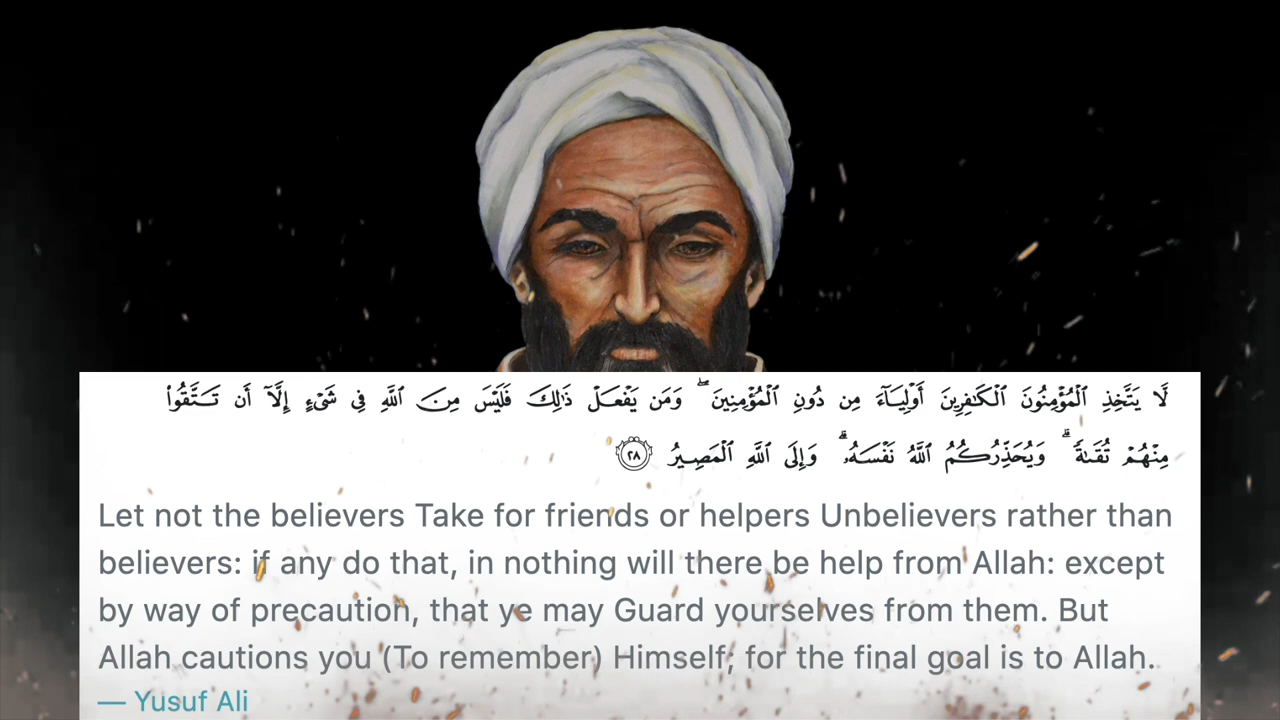 لَّا يَتَّخِذِ ٱلْمُؤْمِنُونَ ٱلْكَـٰفِرِينَ أَوْلِيَآءَ مِن دُونِ ٱلْمُؤْمِنِينَ ۖ وَمَن يَفْعَلْ ذَٰلِكَ فَلَيْسَ مِنَ ٱللَّهِ فِى شَىْءٍ إِلَّآ أَن تَتَّقُوا۟
مِنْهُمْ تُقَىٰةً ۗ وَيُحَذِّرُكُمُ ٱللَّهُ نَفْسَهُۥ ۗ وَإِلَى ٱللَّهِ ٱلْمَصِيرُ ٢٨
Let not the believers Take for friends or helpers Unbelievers rather than
believers: if any do that, in nothing will there be help from Allah: except
by way of precaution, that ye may Guard yourselves from them. But
Allah cautions you (To remember) Himself; for the final goal is to Allah.
— Yusuf Ali